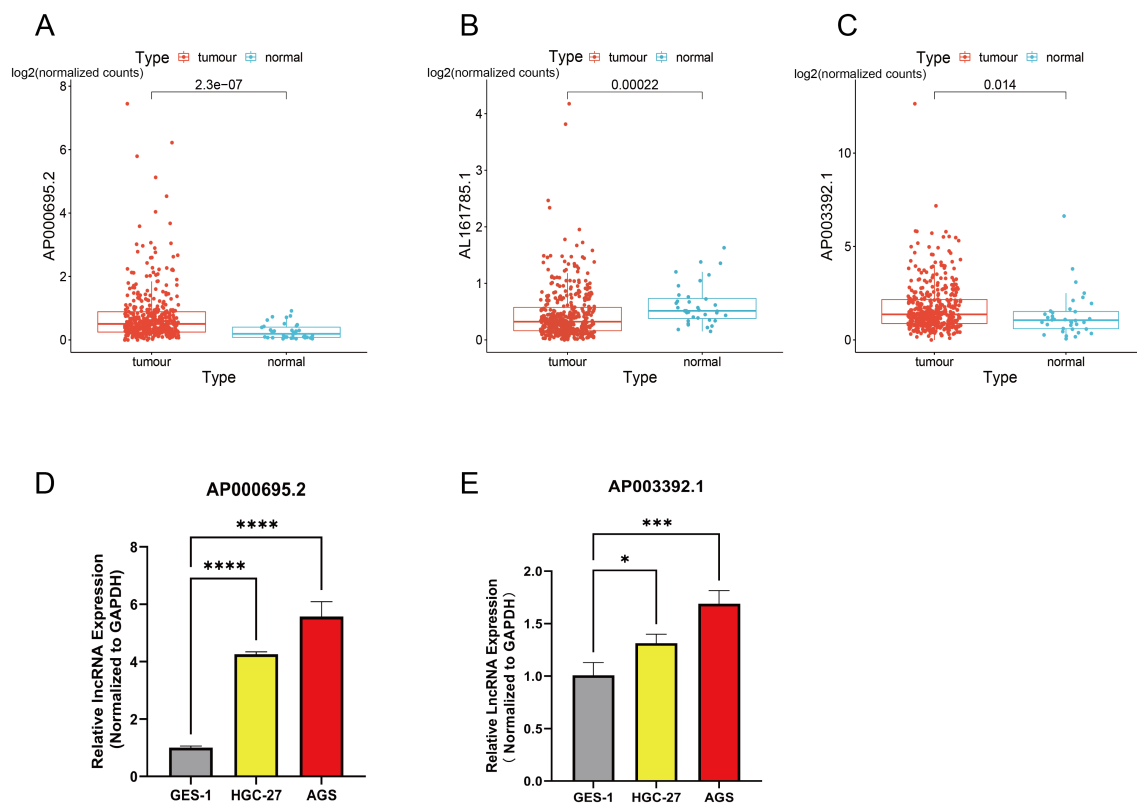 A
Type tumour normal
log2(normalized counts)
2.3e−07
8
6
4
2
0
AP000695.2
tumour normal
Type
B
Type tumour normal
log2(normalized counts)
0.00022
4
3
2
1
0
AL161785.1
tumour normal
Type
C
Type tumour normal
log2(normalized counts)
0.014
10
5
0
AP003392.1
tumour normal
Type
D
AP000695.2
****
****
Relative lncRNA Expression
(Normalized to GAPDH)
8
6
4
2
0
GES-1 HGC-27 AGS
E
AP003392.1
***
*
Relative LncRNA Expression
( Normalized to GAPDH)
2.0
1.5
1.0
0.5
0.0
GES-1 HGC-27 AGS